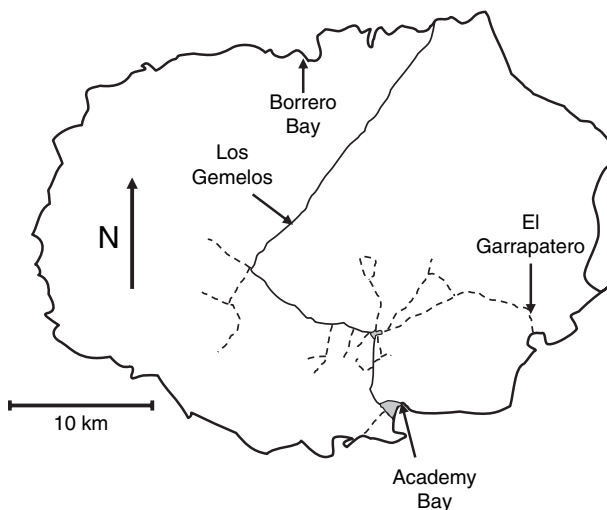 Borrero
Bay
Los
Gemelos
El
Garrapatero
N
10 km
Academy
Bay